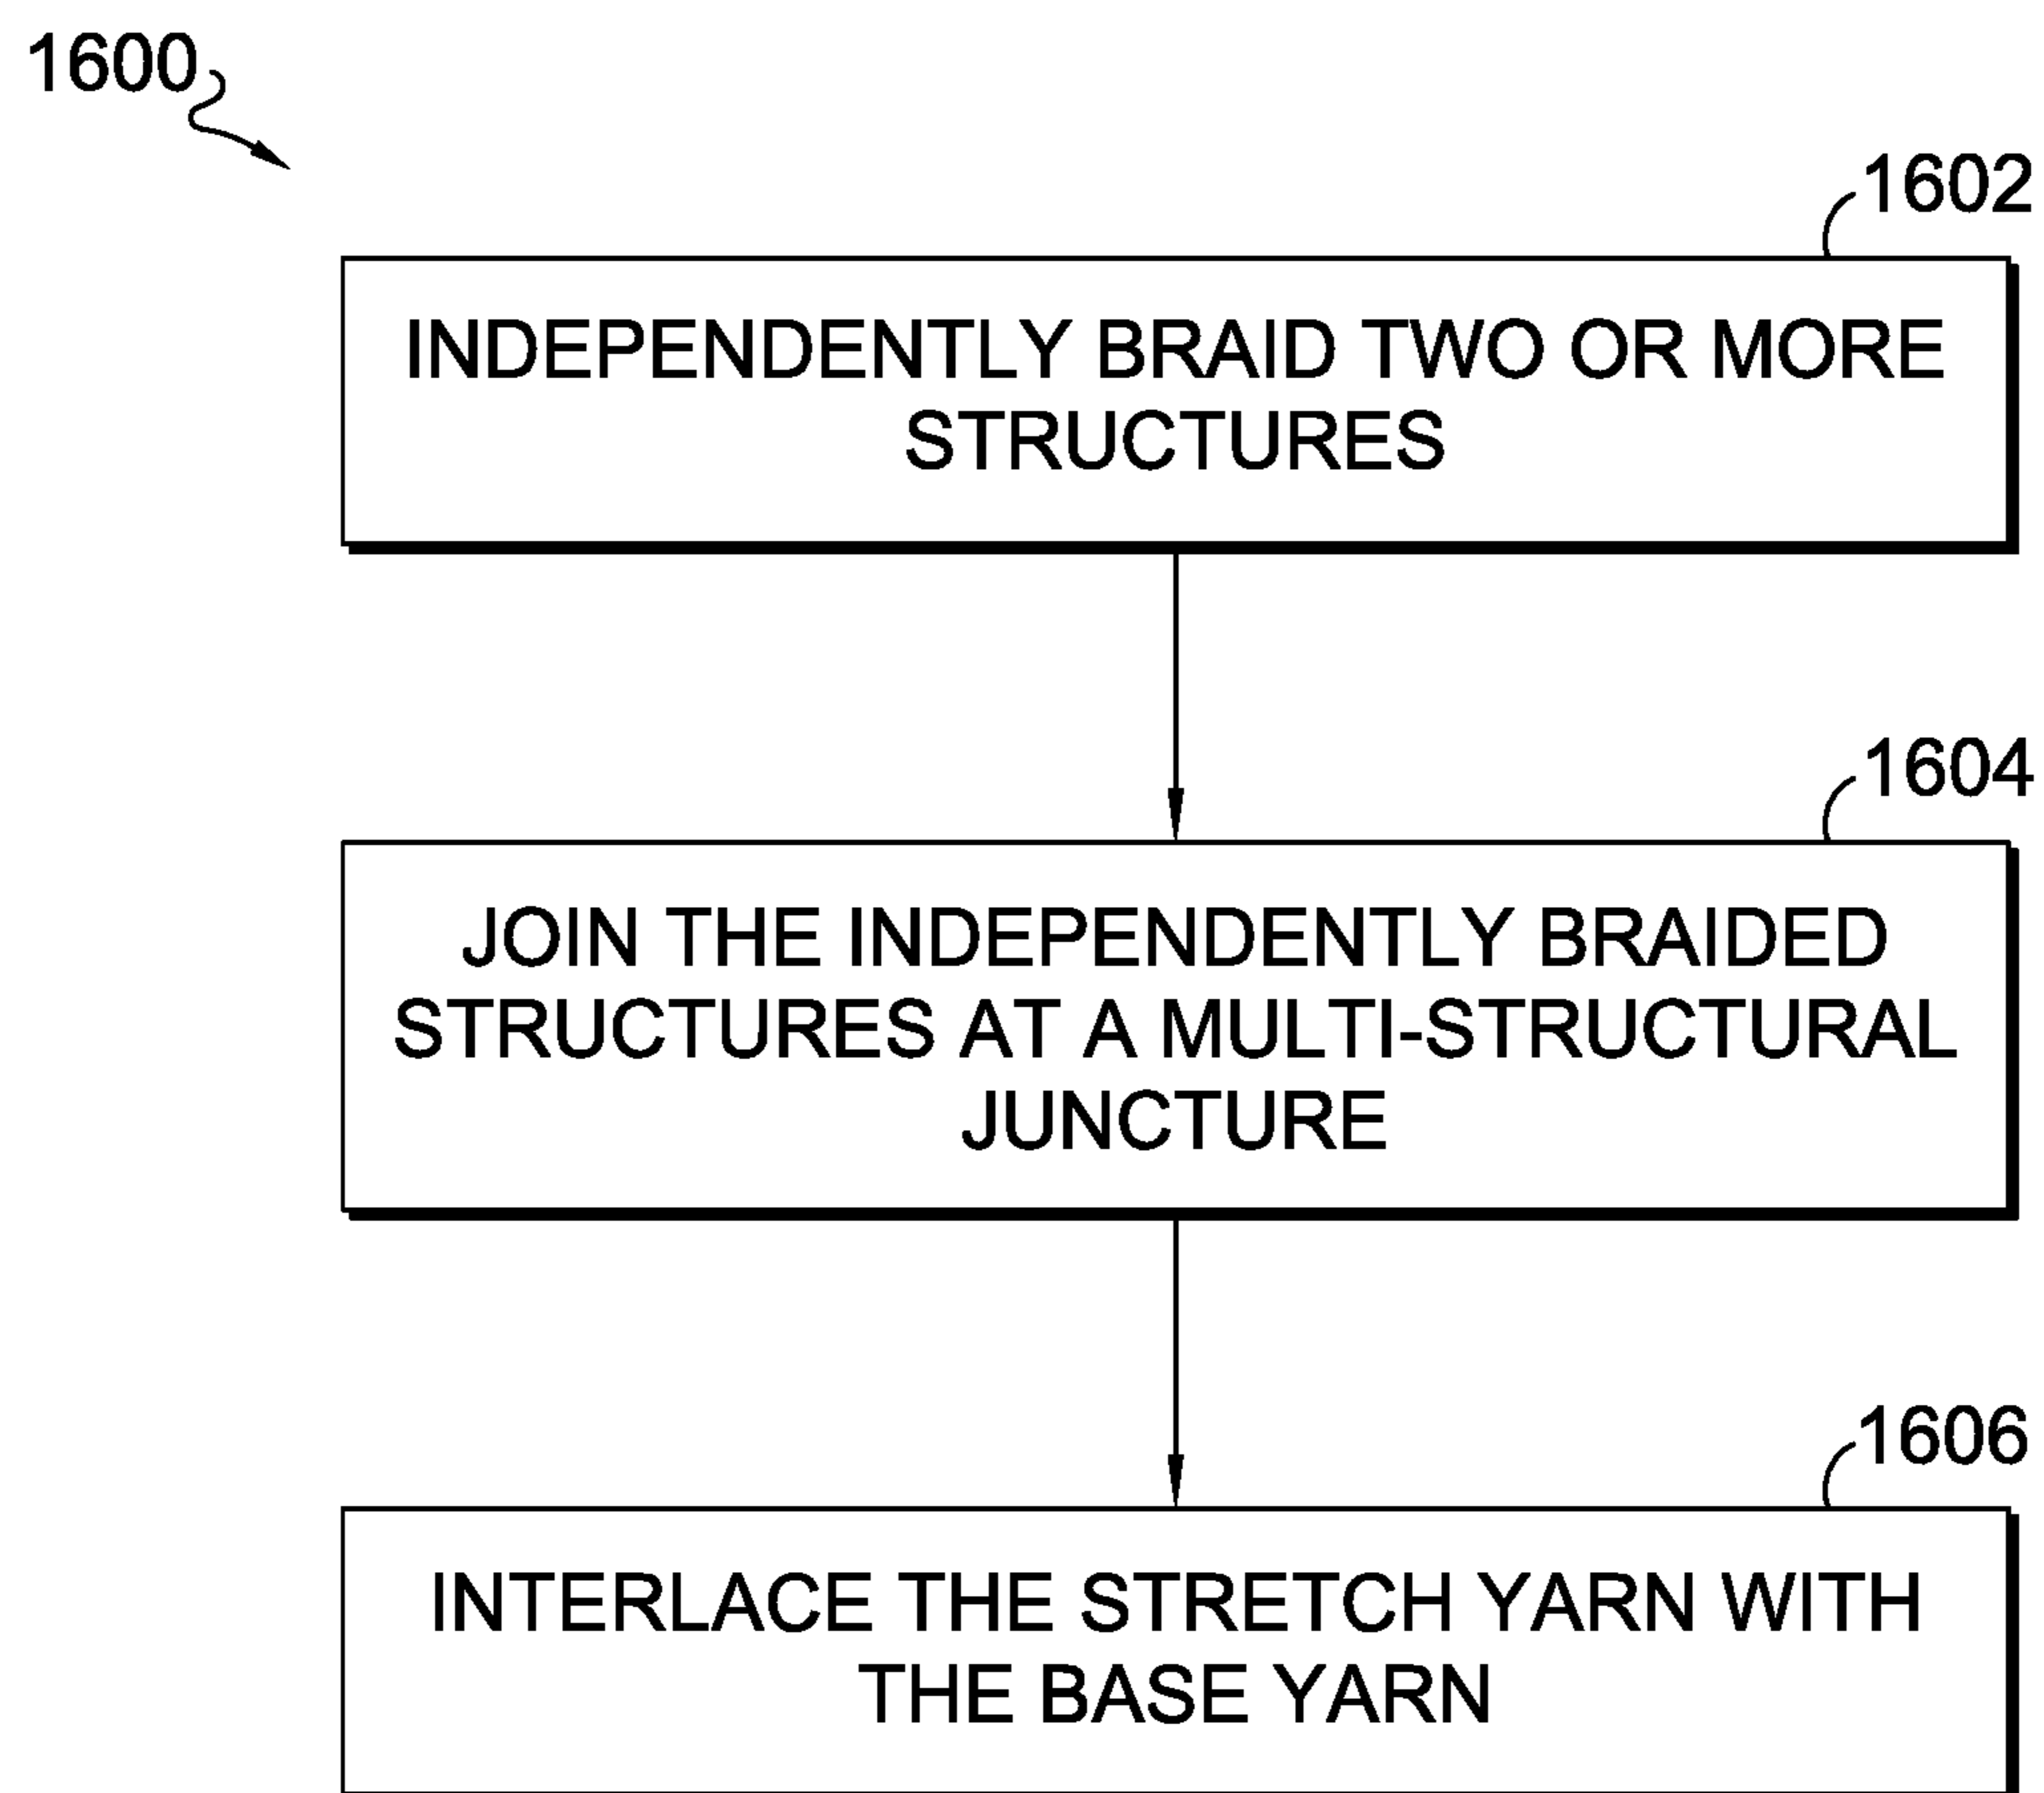 1600
1602
INDEPENDENTLY BRAID TWO OR MORE
STRUCTURES
1604
JOIN THE INDEPENDENTLY BRAIDED
STRUCTURES AT A MULTI-STRUCTURAL
JUNCTURE
1606
INTERLACE THE STRETCH YARN WITH
THE BASE YARN